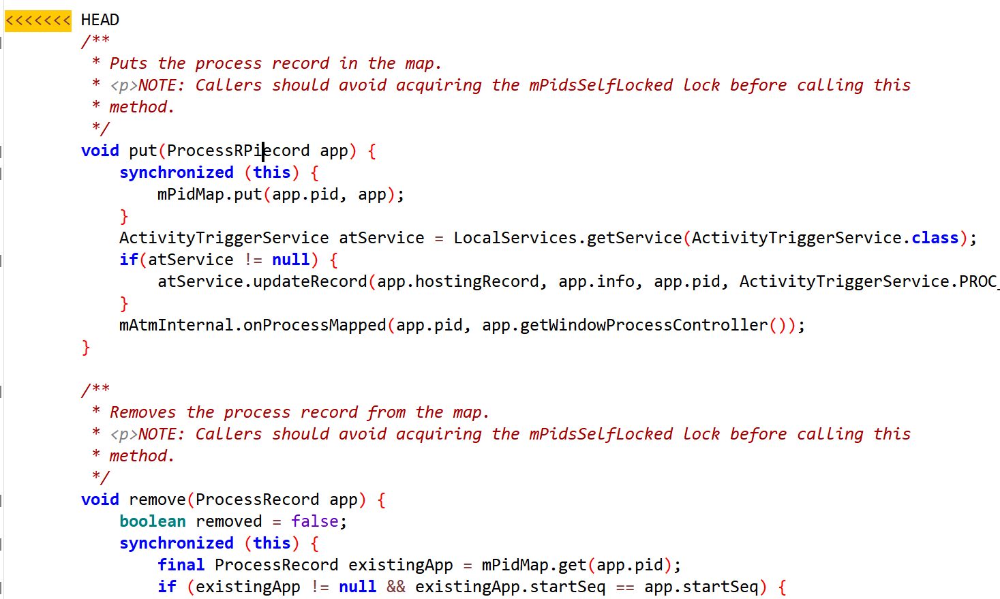 <<<<<<< HEAD
/**
* Puts the process record in the map.
* <p>NOTE: Callers should avoid acquiring the mPidsSelfLocked lock before calling this
* method.
*/
void put(ProcessRPiecord app) {
synchronized (this) {
mPidMap.put(app.pid, app);
}
ActivityTriggerService atService = LocalServices.getService(ActivityTriggerService.class);
if(atService != null) {
atService.updateRecord(app.hostingRecord, app.info, app.pid, ActivityTriggerService.PROC_
}
mAtmInternal.onProcessMapped(app.pid, app.getWindowProcessController());
}
/**
* Removes the process record from the map.
* <p>NOTE: Callers should avoid acquiring the mPidsSelfLocked lock before calling this
* method.
*/
void remove(ProcessRecord app) {
boolean removed = false;
synchronized (this) {
final ProcessRecord existingApp = mPidMap.get(app.pid);
if (existingApp != null && existingApp.startSeq == app.startSeq) {